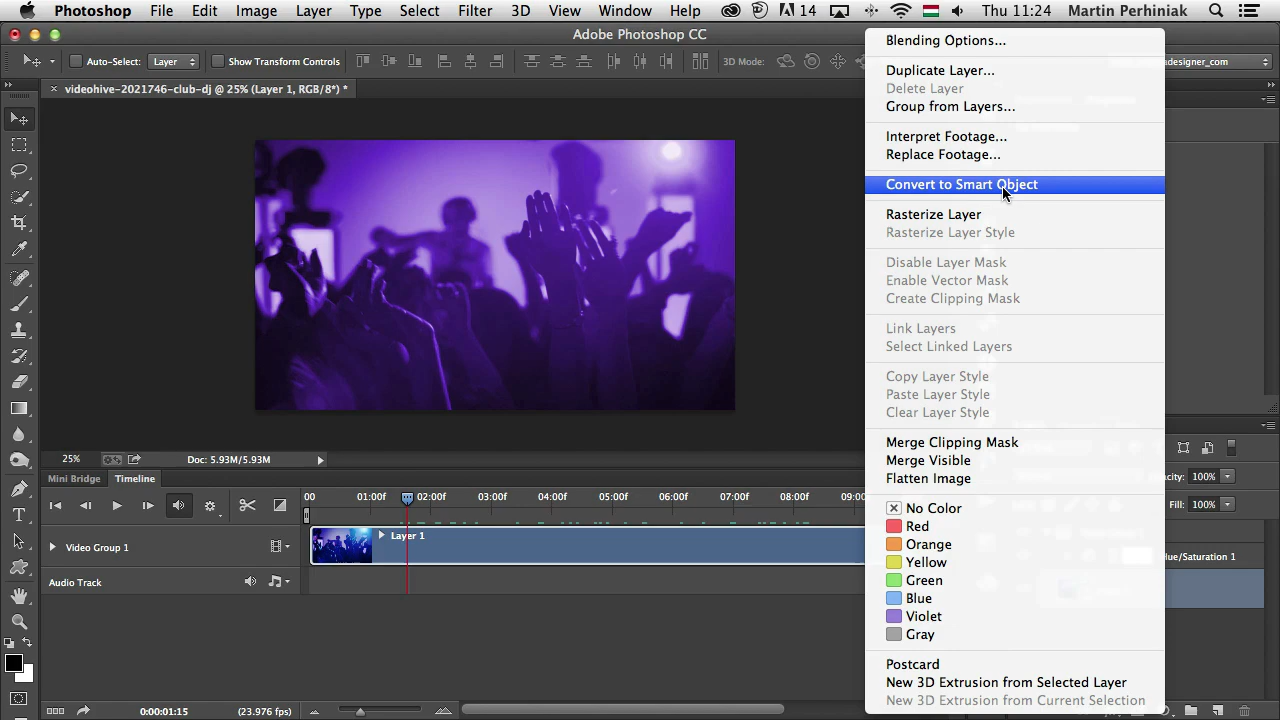 Photoshop File Edit Image Layer Type Select Filter 3D View Window Help 14 Thu 11:24 Martin Perhiniak
Adobe Photoshop CC
Auto-Select: Layer Show Transform Controls 3D Mode:
videohive-2021746-club-dj @ 25% (Layer 1, RGB/8*) *
Blending Options...
Duplicate Layer...
Delete Layer
Group from Layers...
Interpret Footage...
Replace Footage...
Convert to Smart Object
Rasterize Layer
Rasterize Layer Style
Disable Layer Mask
Enable Vector Mask
Create Clipping Mask
Link Layers
Select Linked Layers
Copy Layer Style
Paste Layer Style
Clear Layer Style
Merge Clipping Mask
Merge Visible
Flatten Image
No Color
Red
Orange
Yellow
Green
Blue
Violet
Gray
Postcard
New 3D Extrusion from Selected Layer
New 3D Extrusion from Current Selection
100%
Fill: 100%
25% Doc: 5.93M/5.93M
Mini Bridge Timeline
00 01:00f 02:00f 03:00f 04:00f 05:00f 06:00f 07:00f 08:00f
Layer 1
Video Group 1
Audio Track
0:00:01:15 (23.976 fps)